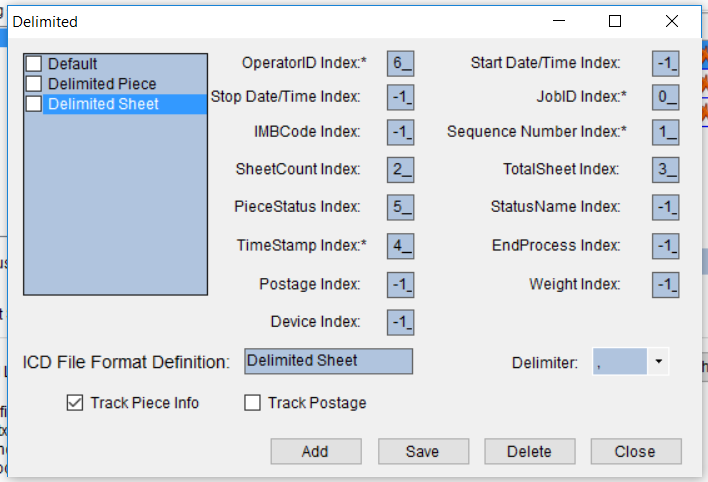 Delimited
Default
Delimited Piece
Delimited Sheet
OperatorID Index:* 6_ Start Date/Time Index: -1_
Stop Date/Time Index: -1_ JobID Index:* 0_
IMBCode Index: -1_ Sequence Number Index:* 1_
SheetCount Index: 2_ TotalSheet Index: 3_
PieceStatus Index: 5_ StatusName Index: -1_
TimeStamp Index:* 4_ EndProcess Index: -1_
Postage Index: -1_ Weight Index: -1_
Device Index: -1_
ICD File Format Definition: Delimited Sheet Delimiter: ,
Track Piece Info Track Postage
Add Save Delete Close